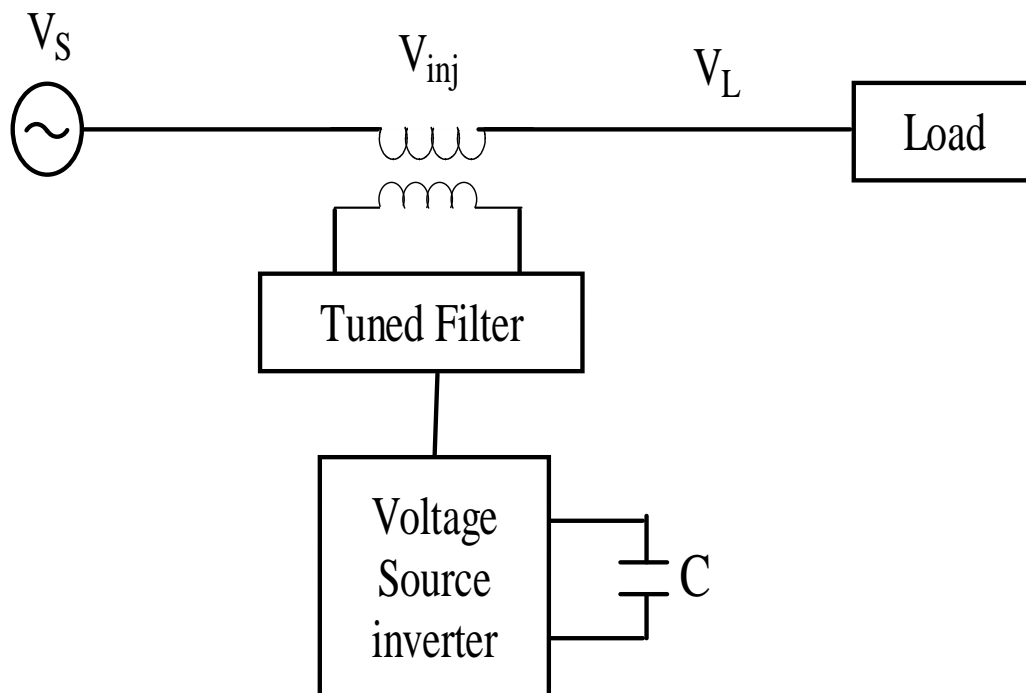 V_S
V_inj
V_L
Load
Tuned Filter
Voltage
Source
inverter
C